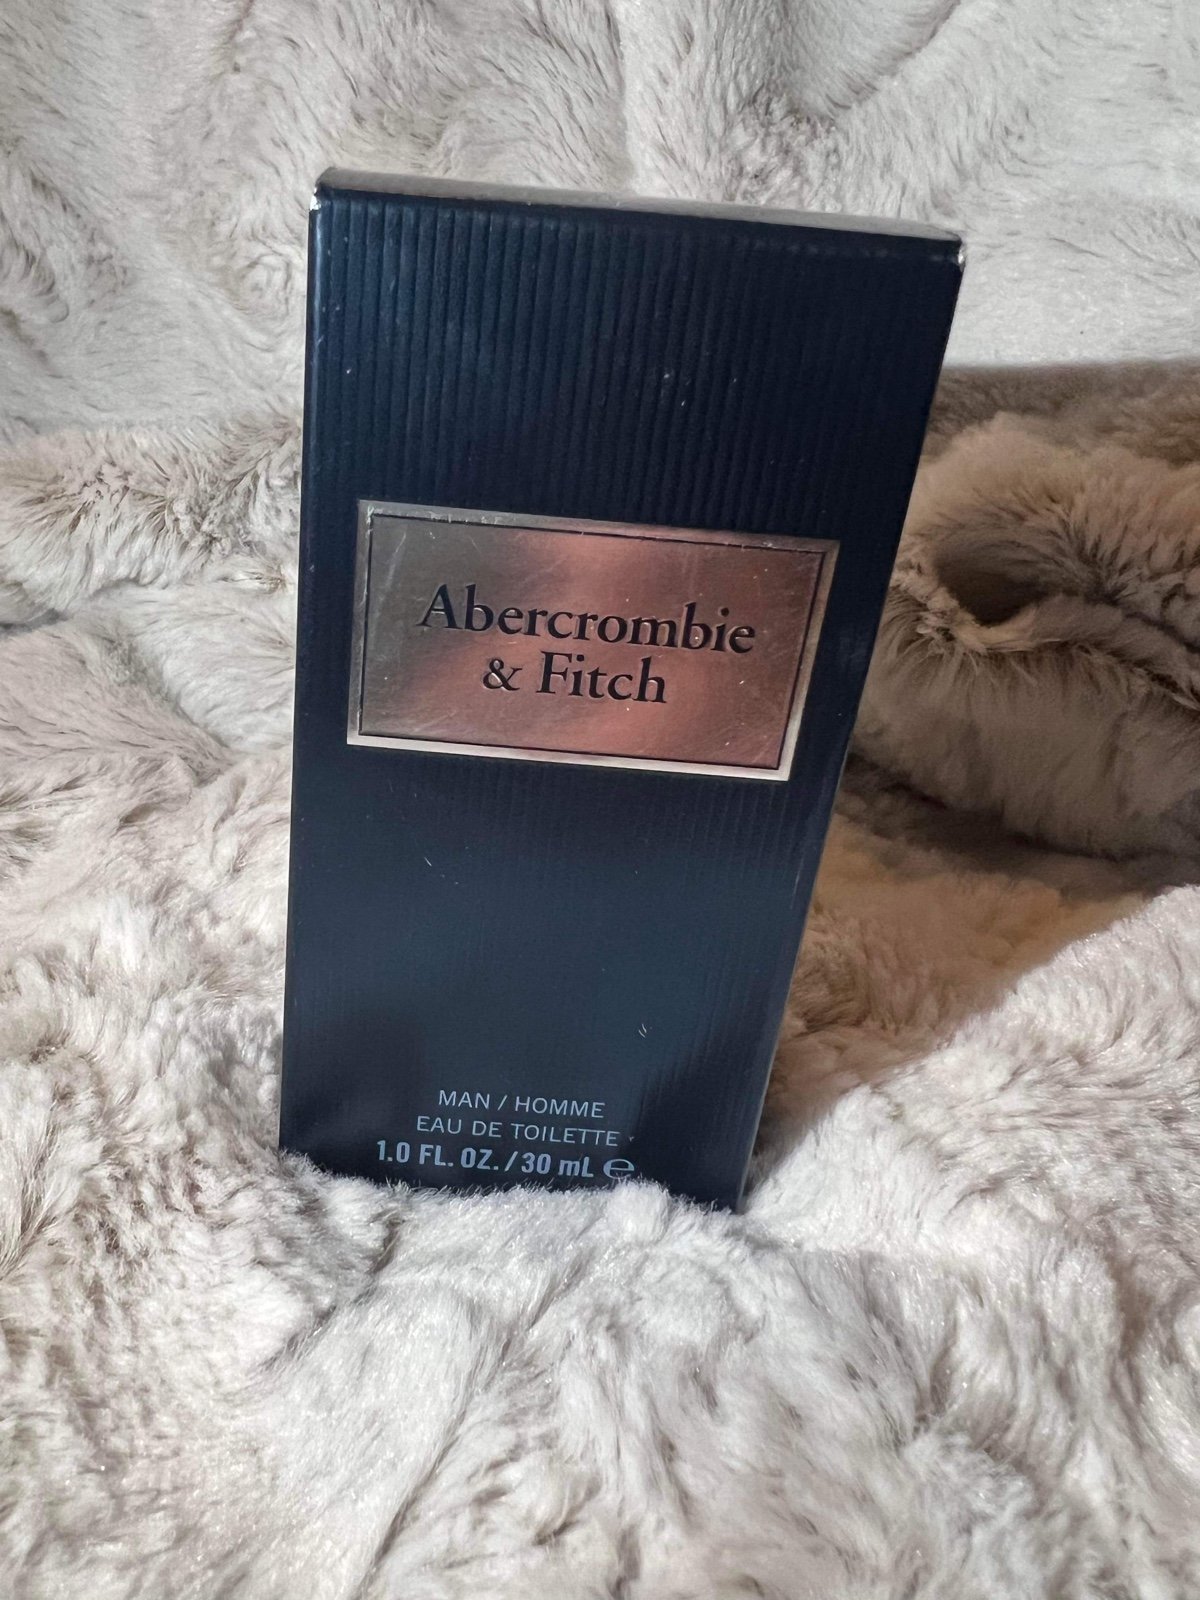 Abercrombie
& Fitch
MAN / HOMME
EAU DE TOILETTE
1.0 FL. OZ. / 30 mL ℮